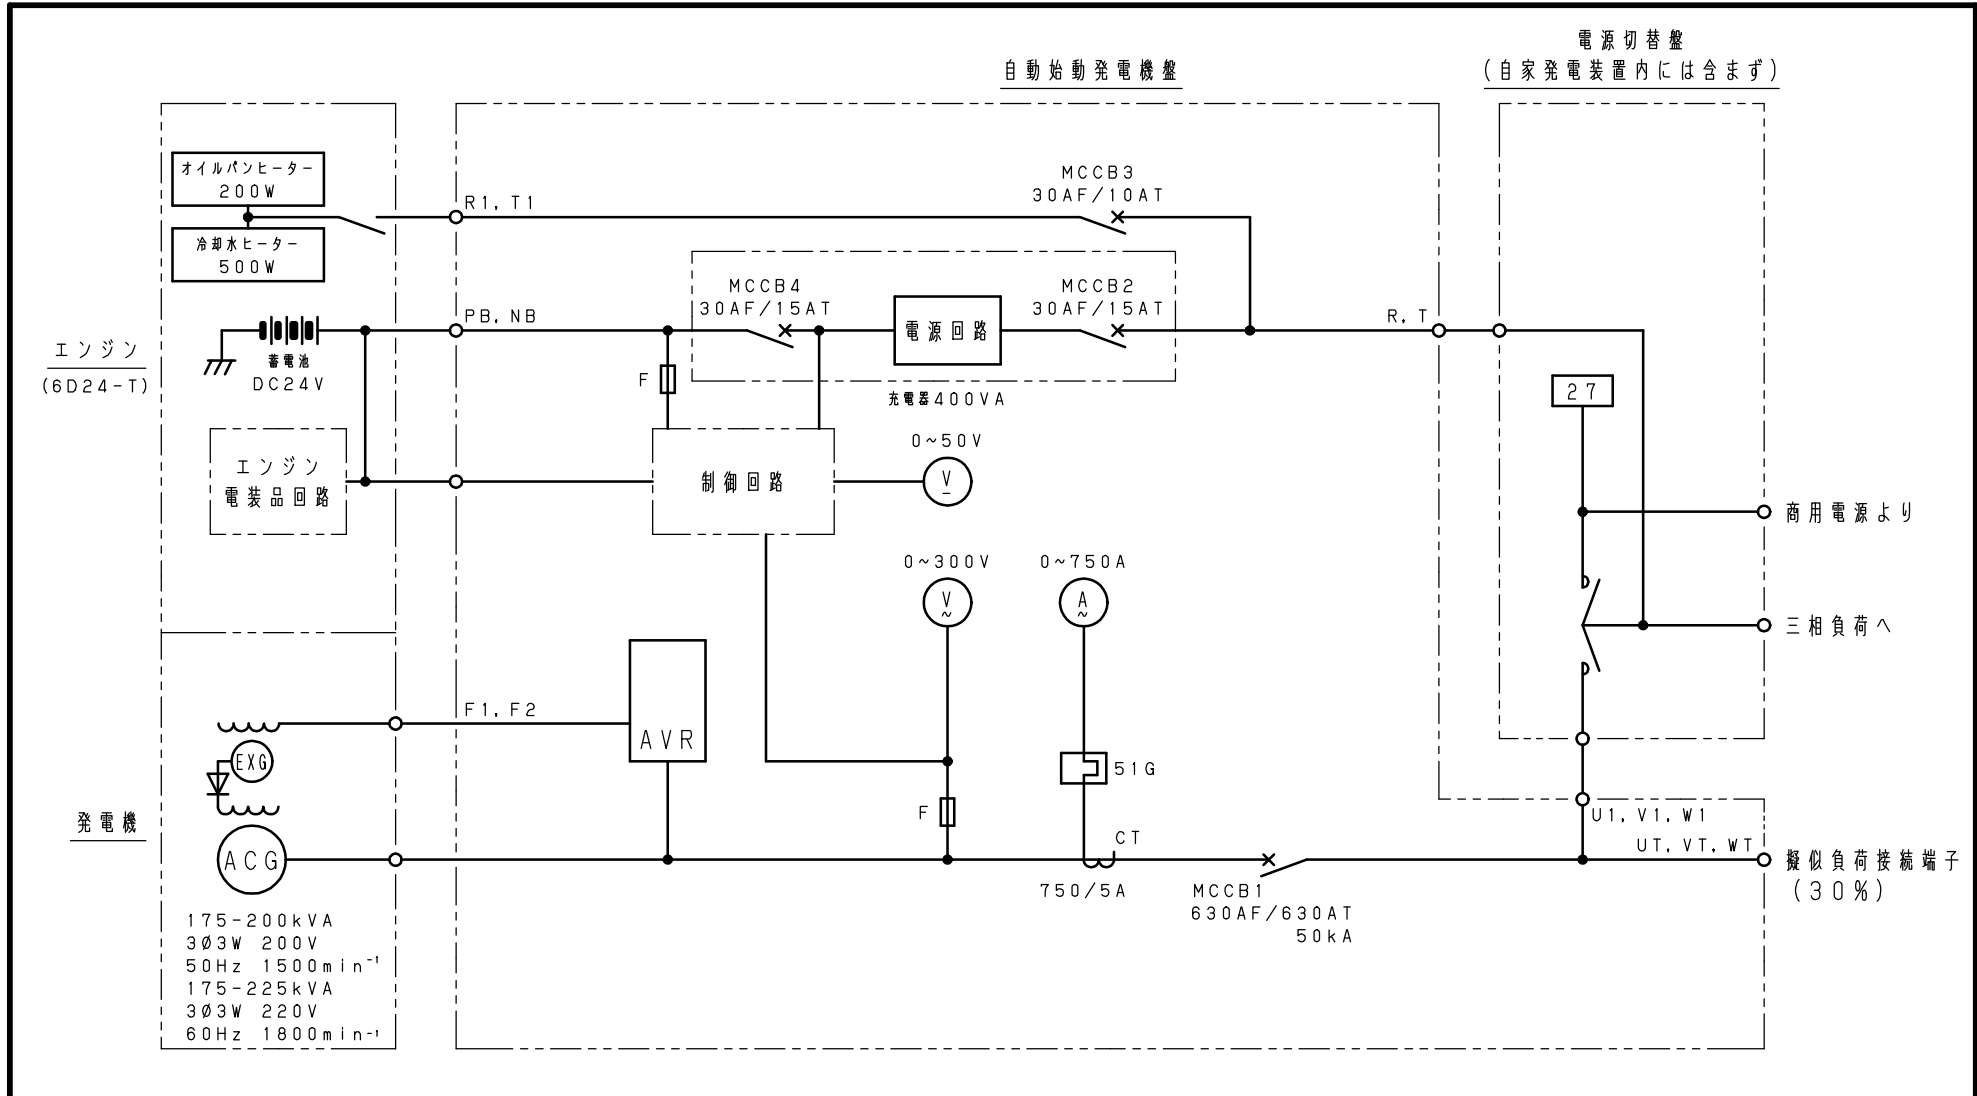 自動始動発電機盤
電源切替盤
(自家発電装置内には含まず)
オイルパンヒーター
200W
冷却水ヒーター
500W
R1, T1
MCCB3
30AF/10AT
MCCB4
30AF/15AT
MCCB2
30AF/15AT
PB, NB
電源回路
R, T
エンジン
(6D24-T)
蓄電池
DC24V
F
充電器400VA
27
エンジン
電装品回路
制御回路
0~50V
V
-
商用電源より
0~300V
V
~
0~750A
A
~
三相負荷へ
F1, F2
AVR
EXG
51G
F
発電機
ACG
CT
750/5A
MCCB1
630AF/630AT
50kA
U1, V1, W1
UT, VT, WT
擬似負荷接続端子
(30%)
175-200kVA
3Ø3W 200V
50Hz 1500min⁻¹
175-225kVA
3Ø3W 220V
60Hz 1800min⁻¹